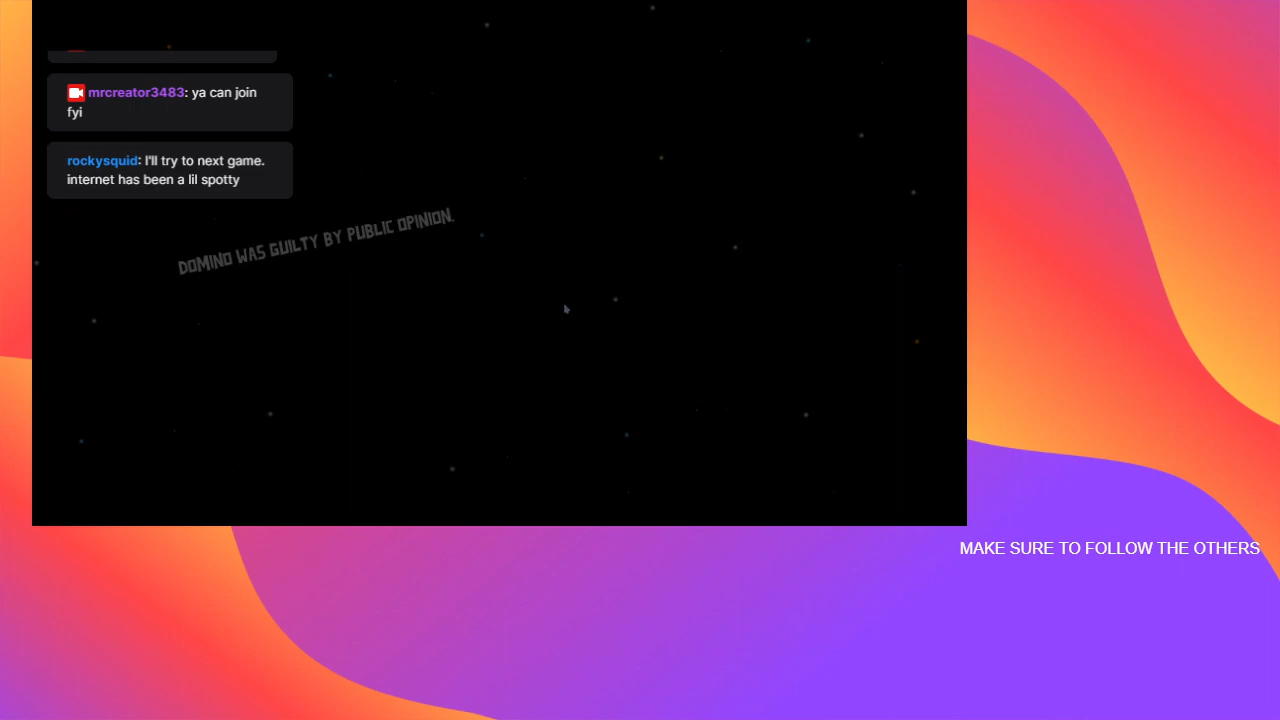 mrcreator3483: ya can join
fyi
rockysquid: I'll try to next game.
internet has been a lil spotty
DOMINO WAS GUILTY BY PUBLIC OPINION.
MAKE SURE TO FOLLOW THE OTHERS